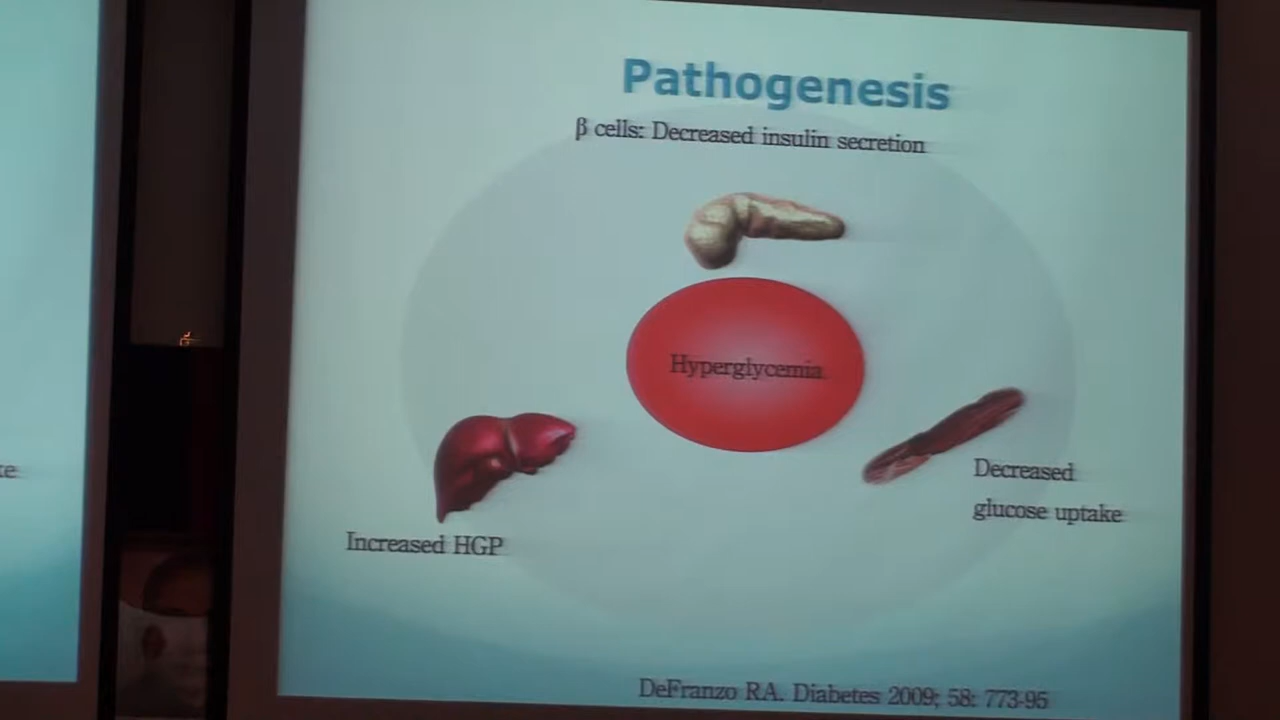 Pathogenesis
β cells: Decreased insulin secretion
Hyperglycemia
Decreased
glucose uptake
Increased HGP
DeFranzo RA. Diabetes 2009; 58: 773-95